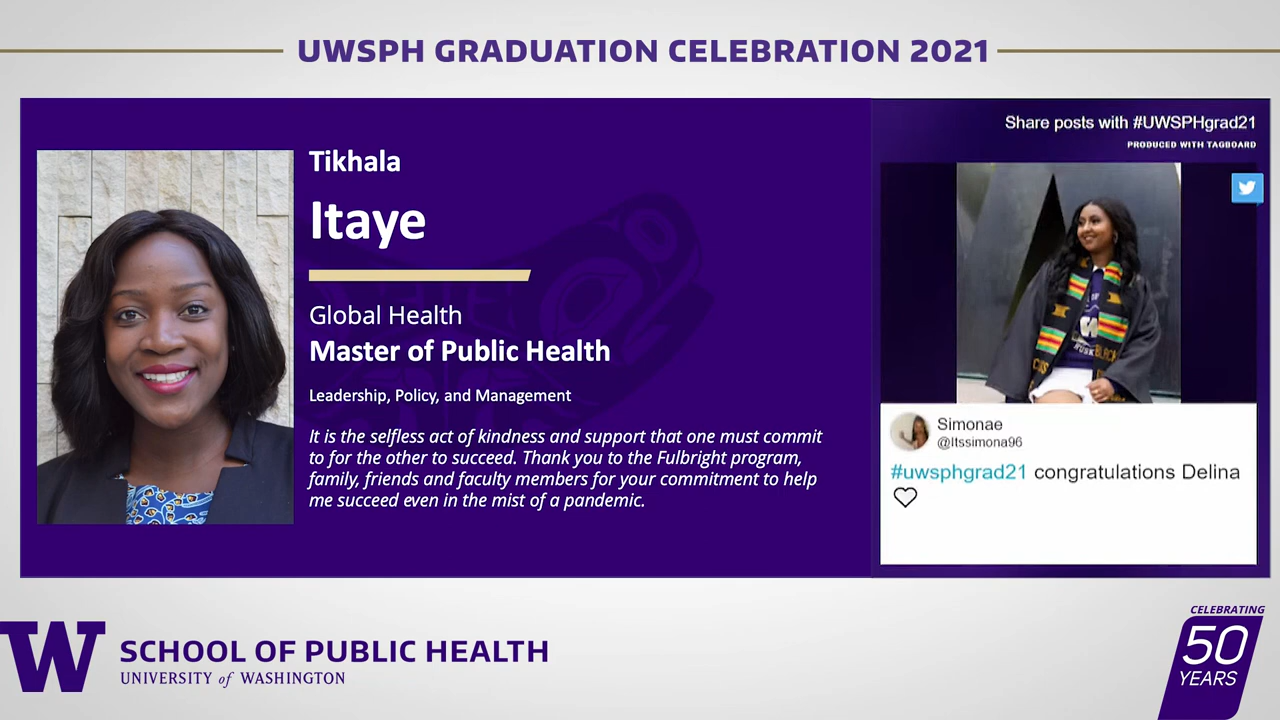 UWSPH GRADUATION CELEBRATION 2021
Tikhala
Itaye
Global Health
Master of Public Health
Leadership, Policy, and Management
It is the selfless act of kindness and support that one must commit
to for the other to succeed. Thank you to the Fulbright program,
family, friends and faculty members for your commitment to help
me succeed even in the mist of a pandemic.
Share posts with #UWSPHgrad21
PRODUCED WITH TAGBOARD
W
HUSK
BLACK
Simonae
@Itssimona96
#uwsphgrad21 congratulations Delina
W
SCHOOL OF PUBLIC HEALTH
UNIVERSITY of WASHINGTON
CELEBRATING
50
YEARS